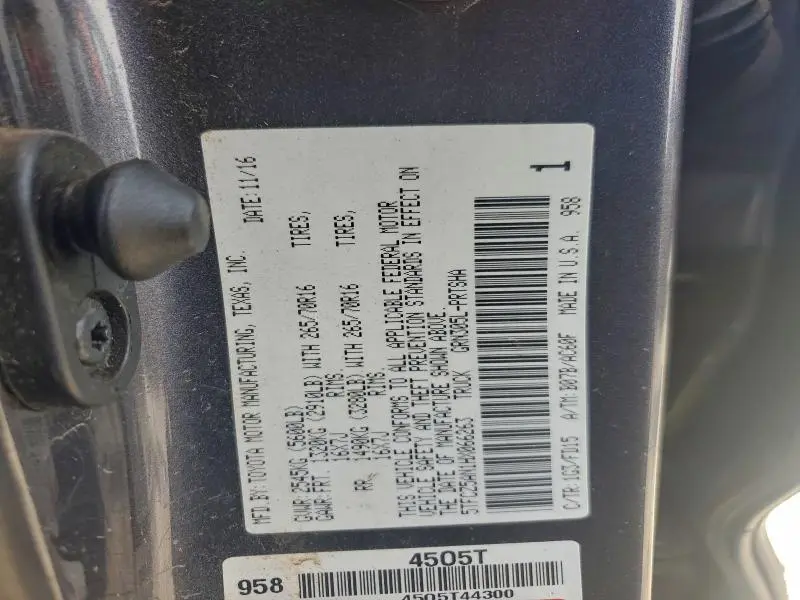 MFD.BY:TOYOTA MOTOR MANUFACTURING, TEXAS, INC. DATE:11/16
GVWR:2545KG (5600LB)
GAWR:FRT. 1320KG (2910LB) WITH 265/70R16 TIRES,
16X7J RIMS,
RR. 1490KG (3280LB) WITH 265/70R16 TIRES,
16X7J RIMS.
THIS VEHICLE CONFORMS TO ALL APPLICABLE FEDERAL MOTOR
VEHICLE SAFETY AND THEFT PREVENTION STANDARDS IN EFFECT ON
THE DATE OF MANUFACTURE SHOWN ABOVE.
TRUCK GRN305L-PRTSHA
C/TR:1G3/FD15 A/TM:B07B/AC60F MADE IN U.S.A. 958
1
958 4505T
4505T44300